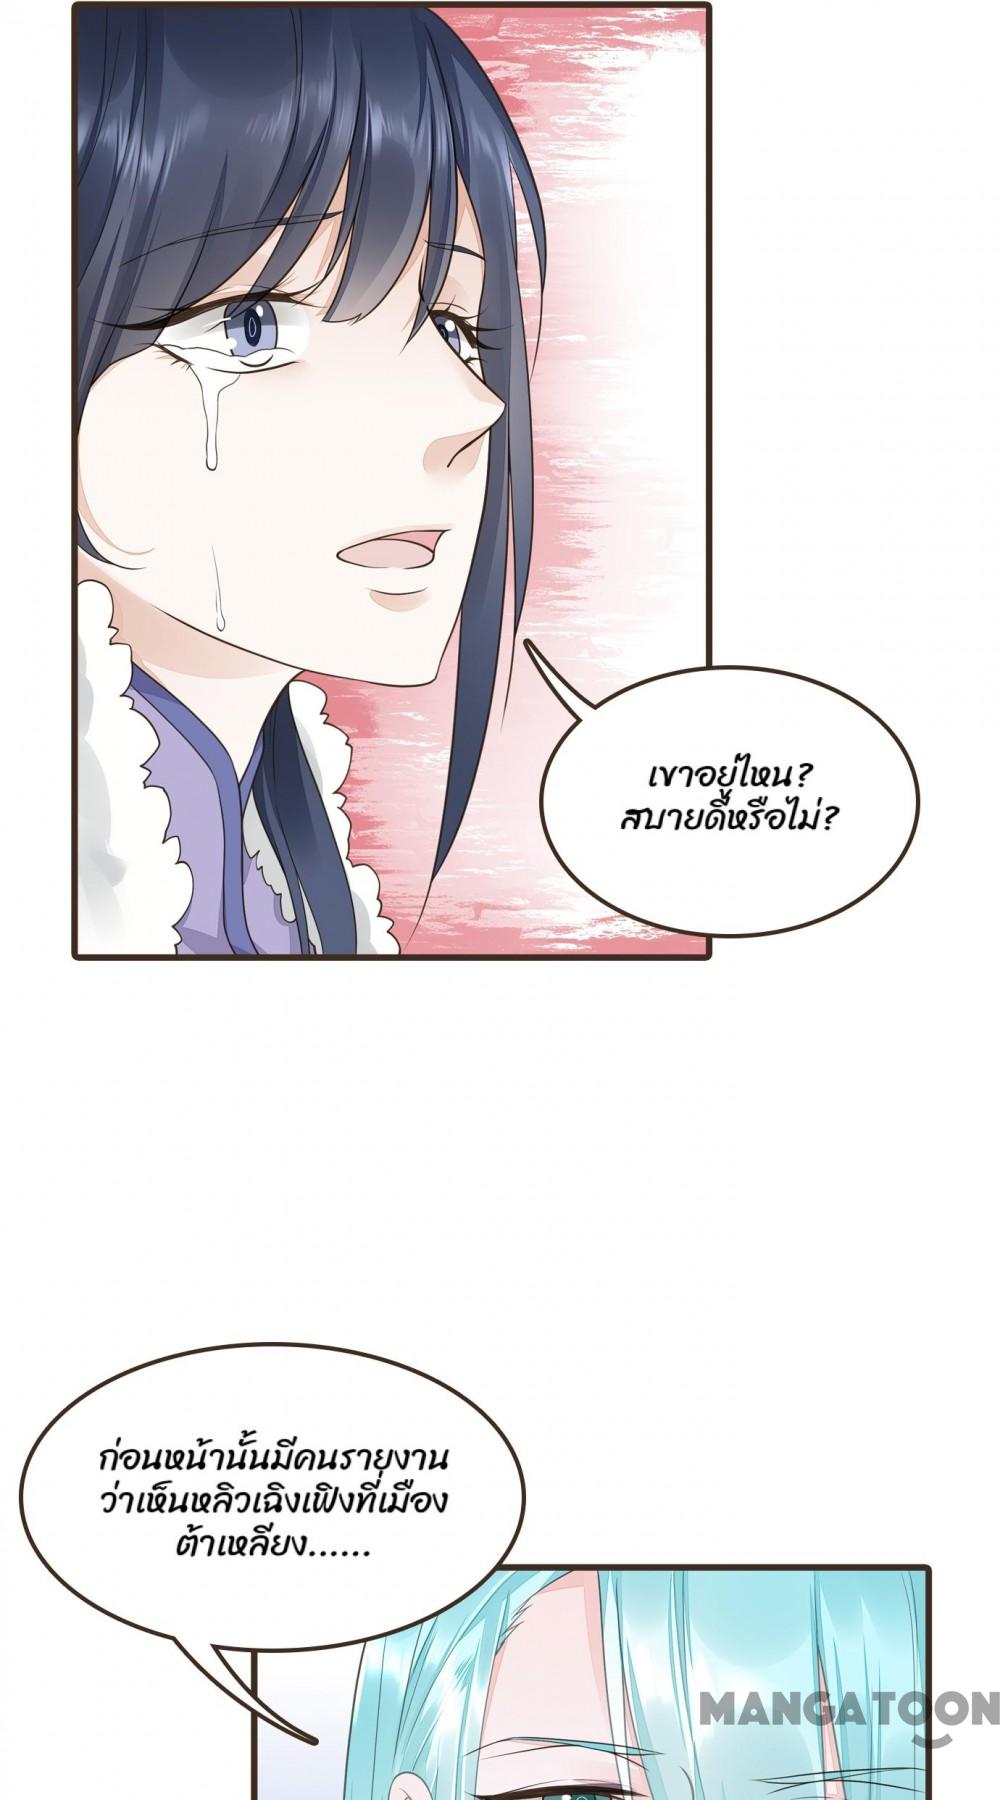 เขาอยู่ไหน?
สบายดีหรือไม่?
ก่อนหน้านั้นมีคนรายงาน
ว่าเห็นหลิวเฉิงเฟิงที่เมือง
ต้าเหลียง......
MANGATOON